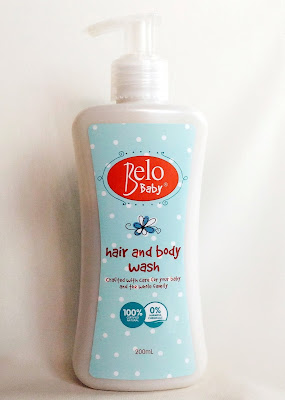 Belo
Baby®
hair and body
wash
Crafted with care for your baby
and the whole family
100%
0%
200mL